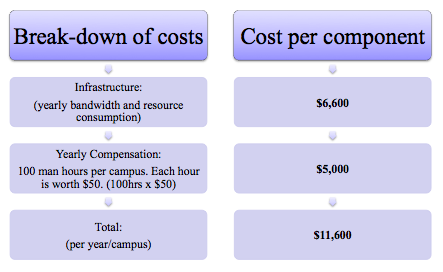 Break-down of costs
Cost per component
Infrastructure:
(yearly bandwidth and resource
consumption)
$6,600
Yearly Compensation:
100 man hours per campus. Each hour
is worth $50. (100hrs x $50)
$5,000
Total:
(per year/campus)
$11,600